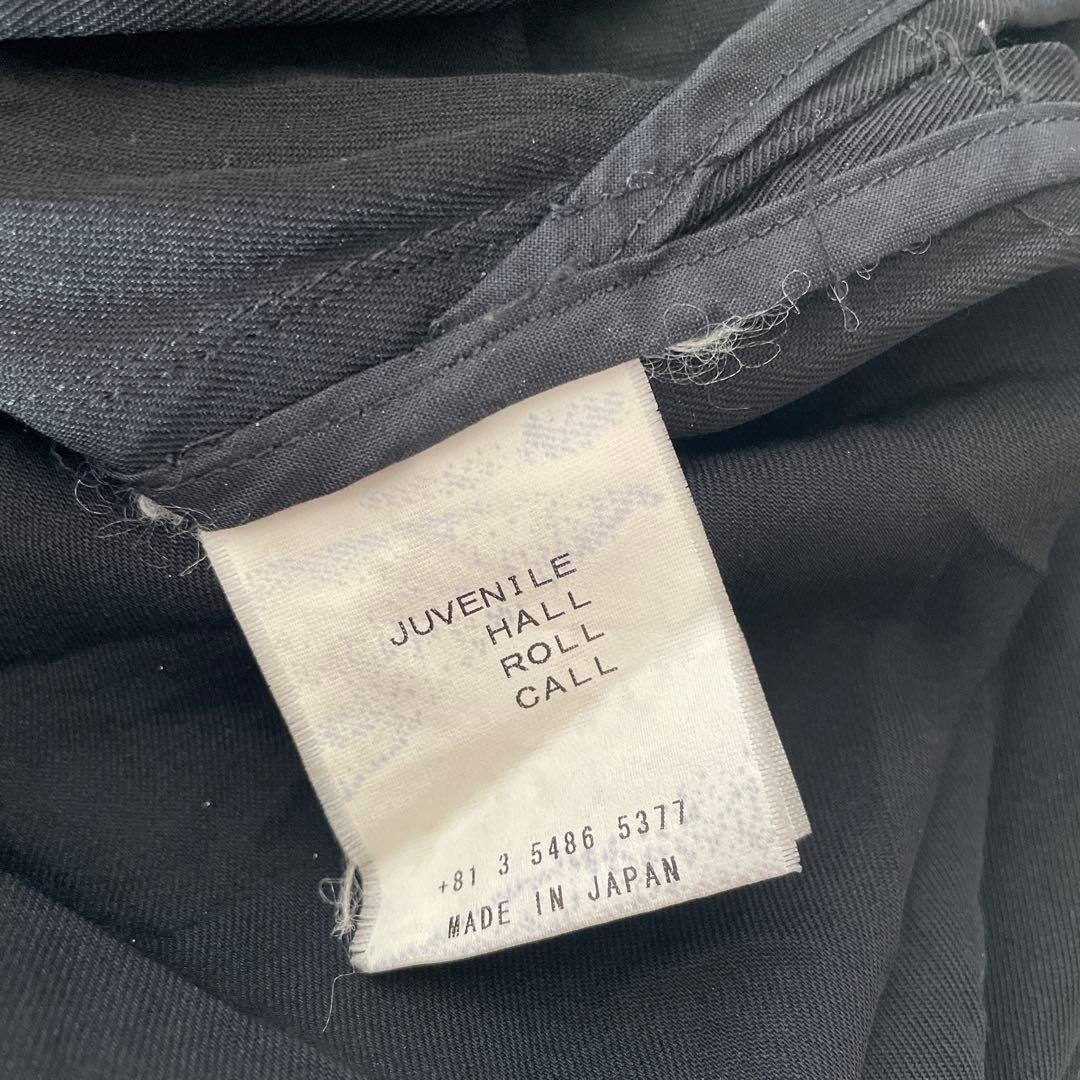 JUVENILE
HALL
ROLL
CALL
+81 3 5486 5377
MADE IN JAPAN